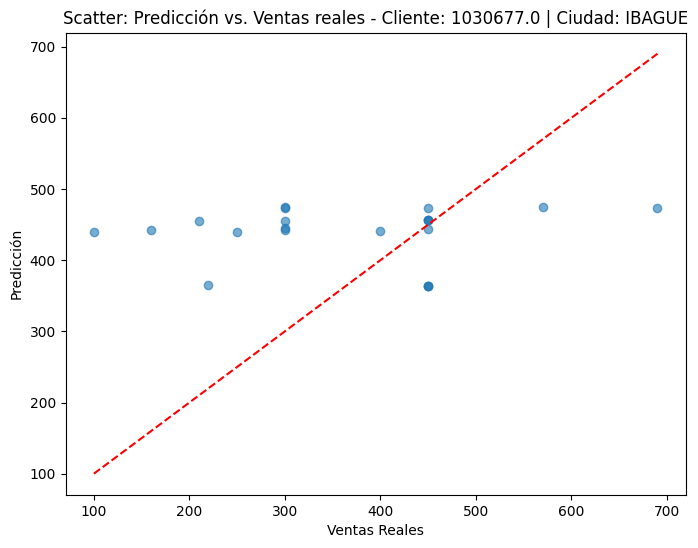 Scatter: Predicción vs. Ventas reales - Cliente: 1030677.0 | Ciudad: IBAGUE
700
600
500
400
300
200
100
Predicción
100 200 300 400 500 600 700
Ventas Reales